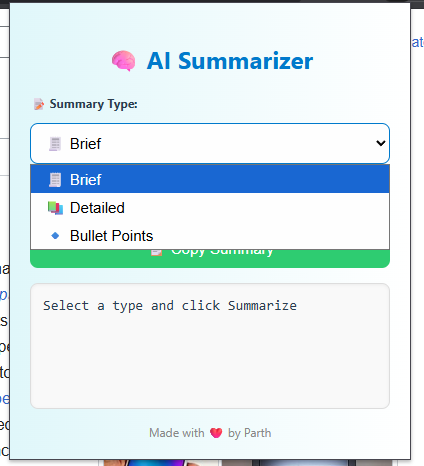 🧠 AI Summarizer
📝 Summary Type:
🧾 Brief
🧾 Brief
📚 Detailed
🔹 Bullet Points
Copy Summary
Select a type and click Summarize
Made with ❤️ by Parth